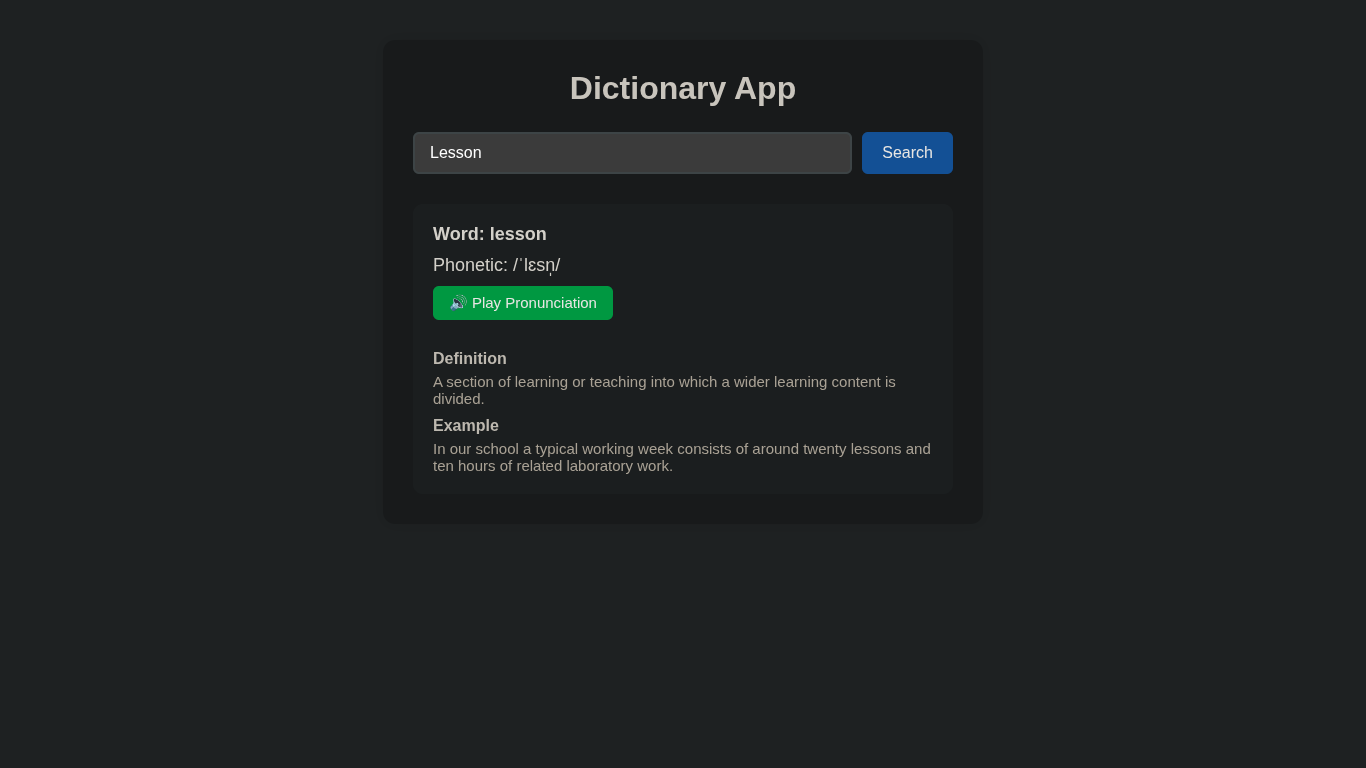 Dictionary App
Lesson
Search
Word: lesson
Phonetic: /ˈlɛsn̩/
🔊 Play Pronunciation
Definition
A section of learning or teaching into which a wider learning content is
divided.
Example
In our school a typical working week consists of around twenty lessons and
ten hours of related laboratory work.